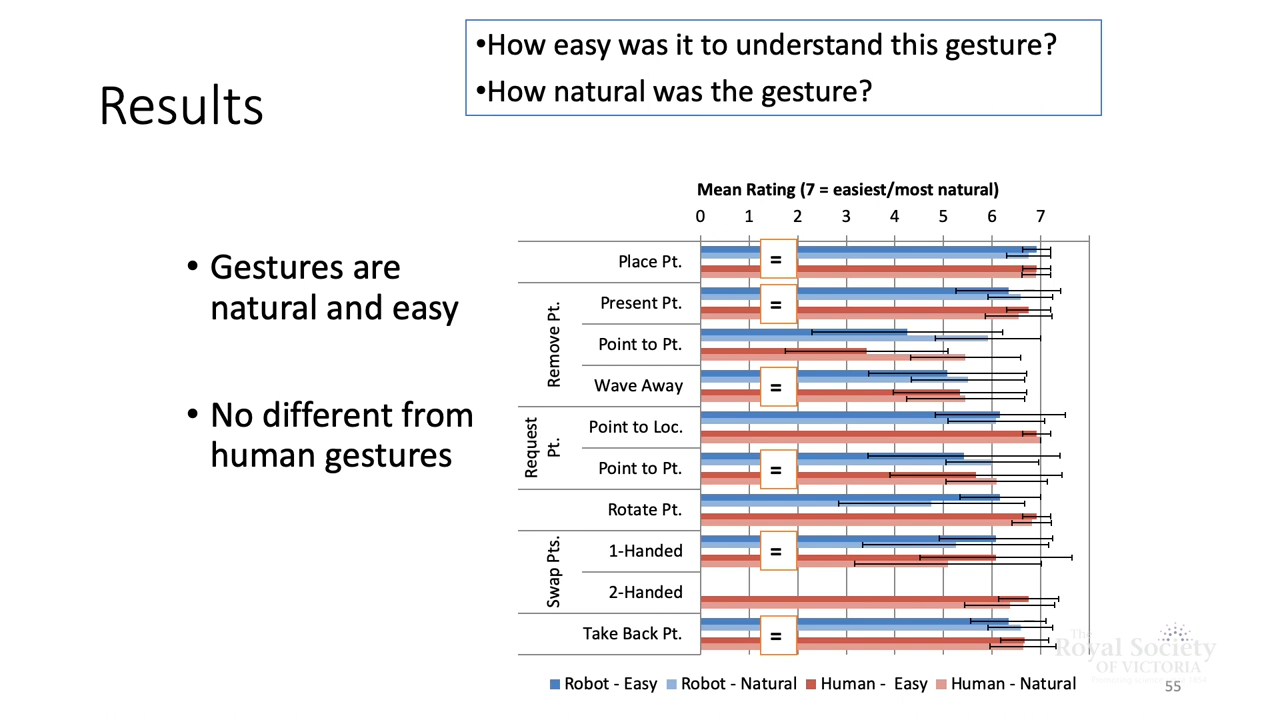 •How easy was it to understand this gesture?
•How natural was the gesture?
Results
• Gestures are
natural and easy
• No different from
human gestures
Mean Rating (7 = easiest/most natural)
0 1 2 3 4 5 6 7
Place Pt.
=
Remove Pt.
Present Pt.
=
Point to Pt.
Wave Away
=
Request
Pt.
Point to Loc.
Point to Pt.
=
Rotate Pt.
Swap Pts.
1-Handed
=
2-Handed
Take Back Pt.
=
Robot - Easy
Robot - Natural
Human - Easy
Human - Natural
The
Royal Society
OF VICTORIA
55